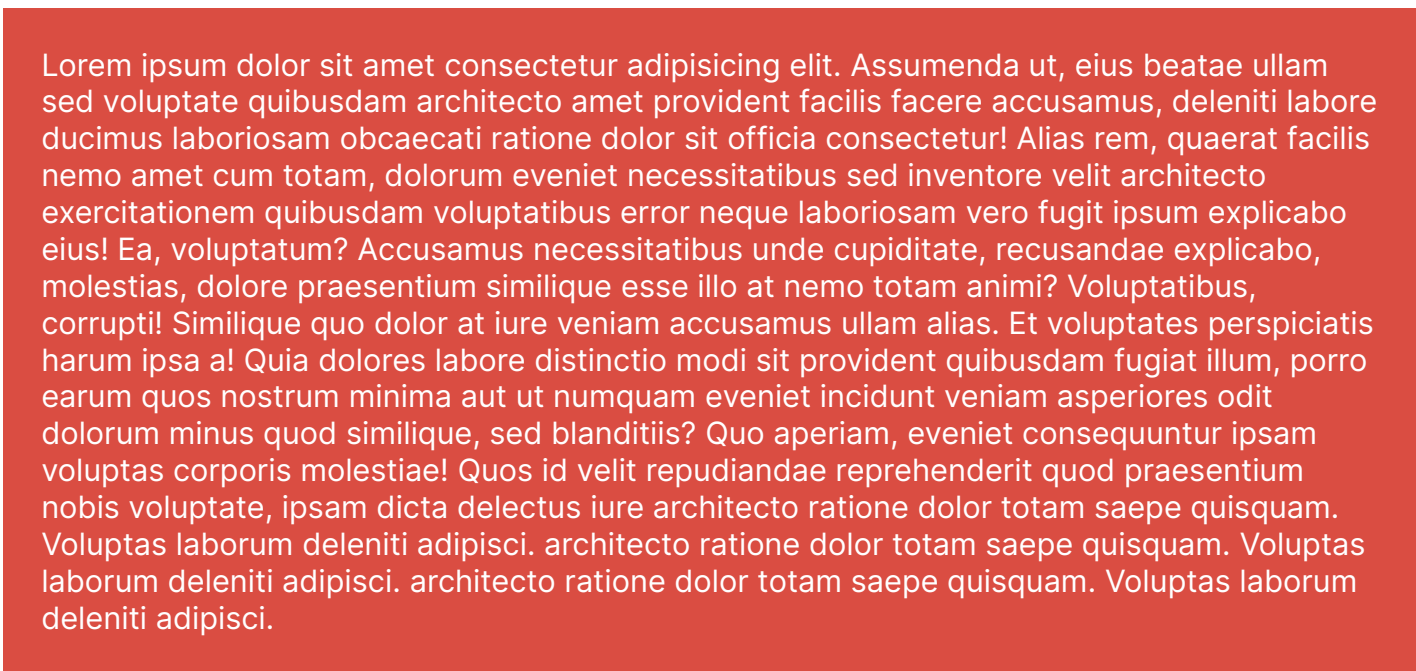 Lorem ipsum dolor sit amet consectetur adipisicing elit. Assumenda ut, eius beatae ullam
sed voluptate quibusdam architecto amet provident facilis facere accusamus, deleniti labore
ducimus laboriosam obcaecati ratione dolor sit officia consectetur! Alias rem, quaerat facilis
nemo amet cum totam, dolorum eveniet necessitatibus sed inventore velit architecto
exercitationem quibusdam voluptatibus error neque laboriosam vero fugit ipsum explicabo
eius! Ea, voluptatum? Accusamus necessitatibus unde cupiditate, recusandae explicabo,
molestias, dolore praesentium similique esse illo at nemo totam animi? Voluptatibus,
corrupti! Similique quo dolor at iure veniam accusamus ullam alias. Et voluptates perspiciatis
harum ipsa a! Quia dolores labore distinctio modi sit provident quibusdam fugiat illum, porro
earum quos nostrum minima aut ut numquam eveniet incidunt veniam asperiores odit
dolorum minus quod similique, sed blanditiis? Quo aperiam, eveniet consequuntur ipsam
voluptas corporis molestiae! Quos id velit repudiandae reprehenderit quod praesentium
nobis voluptate, ipsam dicta delectus iure architecto ratione dolor totam saepe quisquam.
Voluptas laborum deleniti adipisci. architecto ratione dolor totam saepe quisquam. Voluptas
laborum deleniti adipisci. architecto ratione dolor totam saepe quisquam. Voluptas laborum
deleniti adipisci.